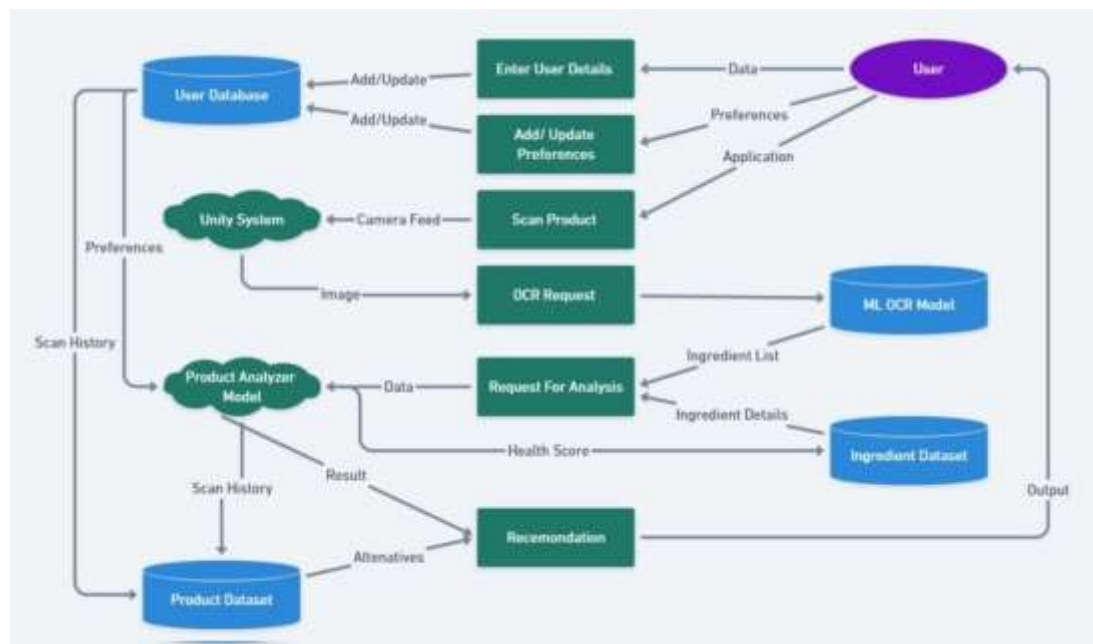 Enter User Details
Data
User
Add/Update
User Database
Add/Update
Preferences
Add/ Update
Preferences
Application
Unity System
Camera Feed
Scan Product
Preferences
Image
OCR Request
ML OCR Model
Scan History
Ingredient List
Product Analyzer
Model
Data
Request For Analysis
Ingredient Details
Health Score
Ingredient Dataset
Result
Scan History
Output
Recemondation
Altenatives
Product Dataset